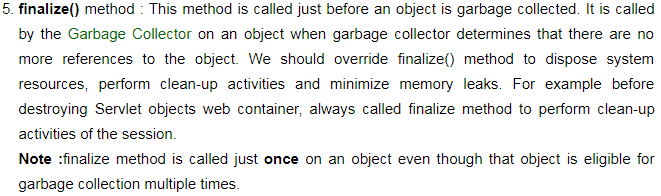 5. finalize() method : This method is called just before an object is garbage collected. It is called
by the Garbage Collector on an object when garbage collector determines that there are no
more references to the object. We should override finalize() method to dispose system
resources, perform clean-up activities and minimize memory leaks. For example before
destroying Servlet objects web container, always called finalize method to perform clean-up
activities of the session.
Note :finalize method is called just once on an object even though that object is eligible for
garbage collection multiple times.